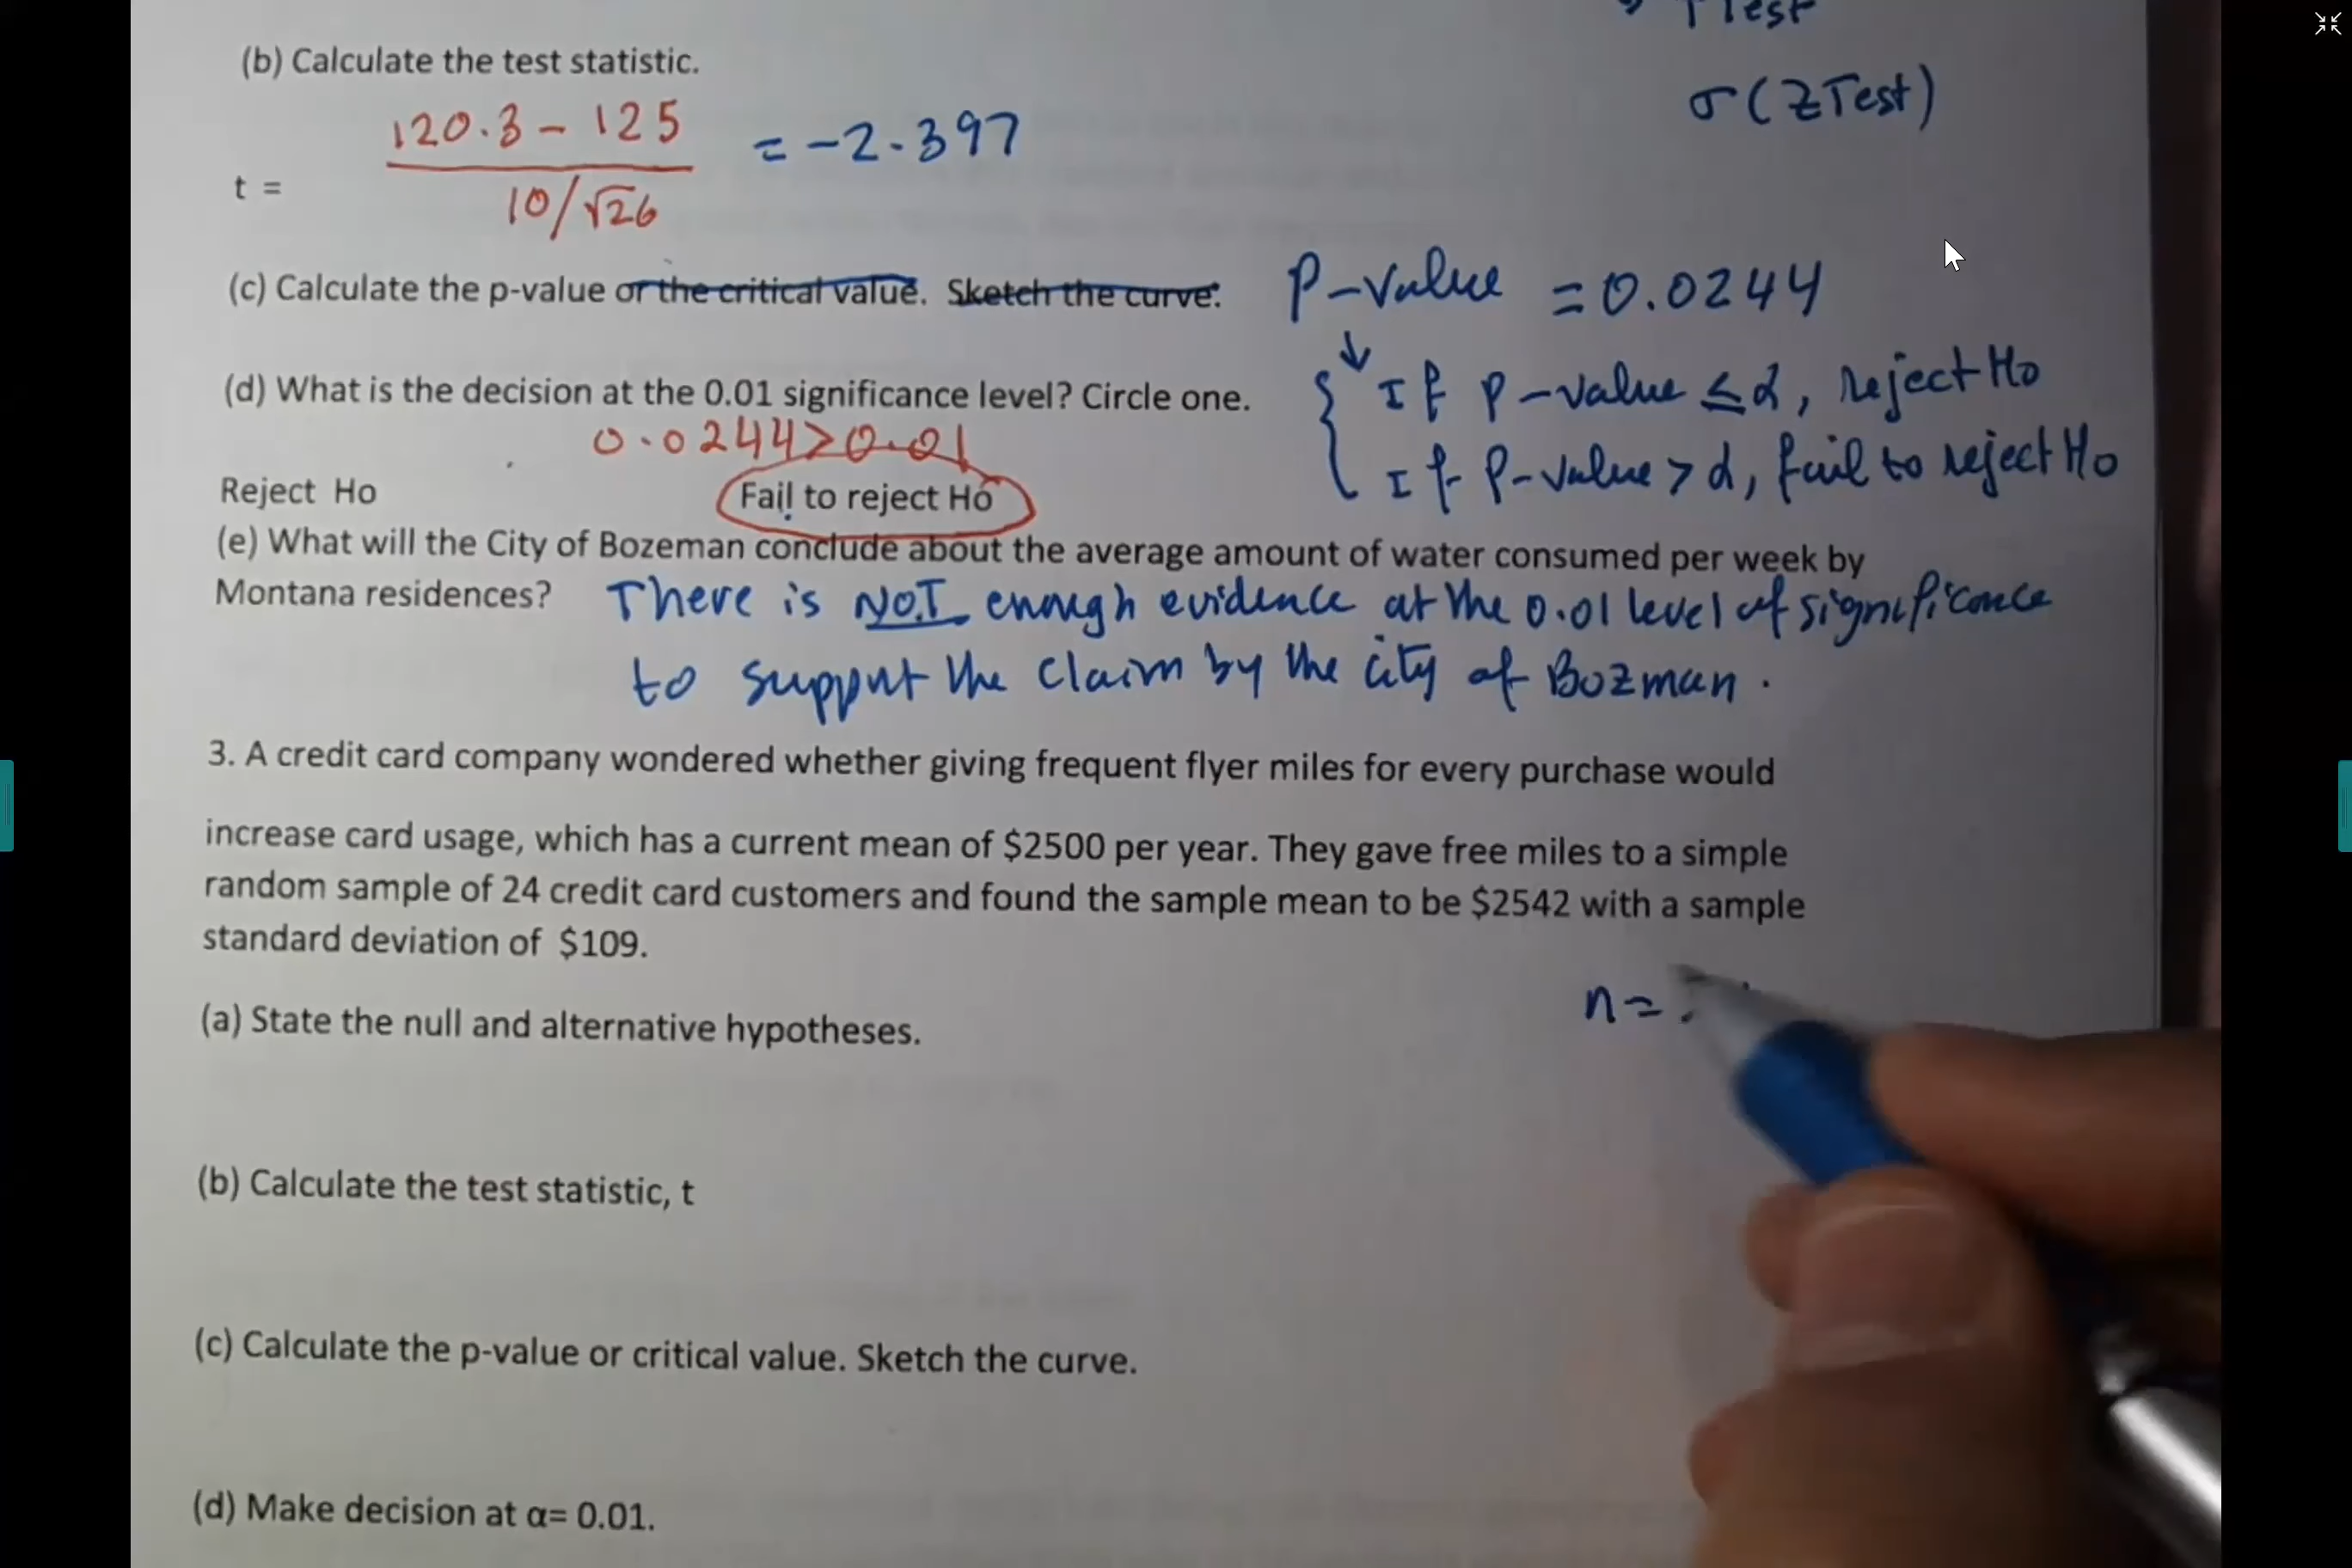 TTest
(b) Calculate the test statistic.
σ (ZTest)
120.3 - 125
= -2.397
t =
10/√26
(c) Calculate the p-value or the critical value. Sketch the curve.
P-value = 0.0244
(d) What is the decision at the 0.01 significance level? Circle one.
If P-value ≤ α, reject Ho
0.0244 > 0.01
If P-value > α, fail to reject Ho
Reject Ho
Fail to reject Ho
(e) What will the City of Bozeman conclude about the average amount of water consumed per week by
Montana residences?
There is NOT enough evidence at the 0.01 level of significance
to support the claim by the city of Bozman.
3. A credit card company wondered whether giving frequent flyer miles for every purchase would
increase card usage, which has a current mean of $2500 per year. They gave free miles to a simple
random sample of 24 credit card customers and found the sample mean to be $2542 with a sample
standard deviation of $109.
n =
(a) State the null and alternative hypotheses.
(b) Calculate the test statistic, t
(c) Calculate the p-value or critical value. Sketch the curve.
(d) Make decision at α= 0.01.